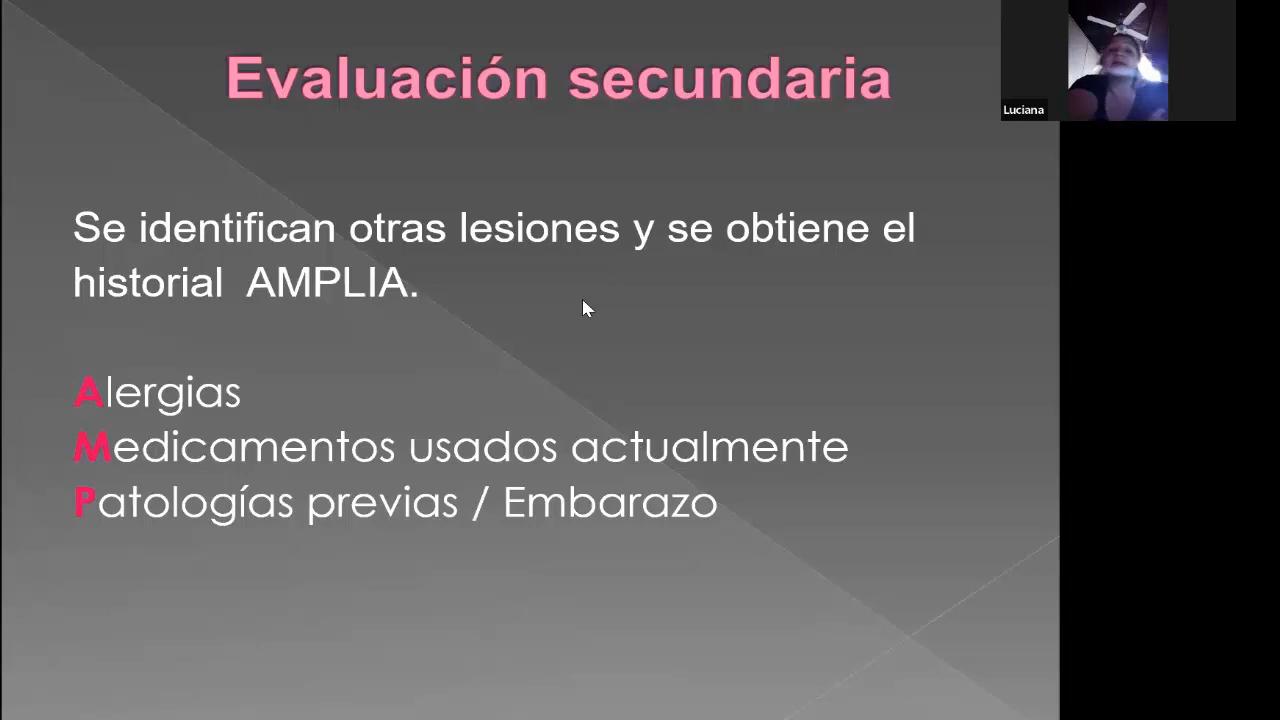 Evaluación secundaria
Luciana
Se identifican otras lesiones y se obtiene el
historial AMPLIA.
Alergias
Medicamentos usados actualmente
Patologías previas / Embarazo